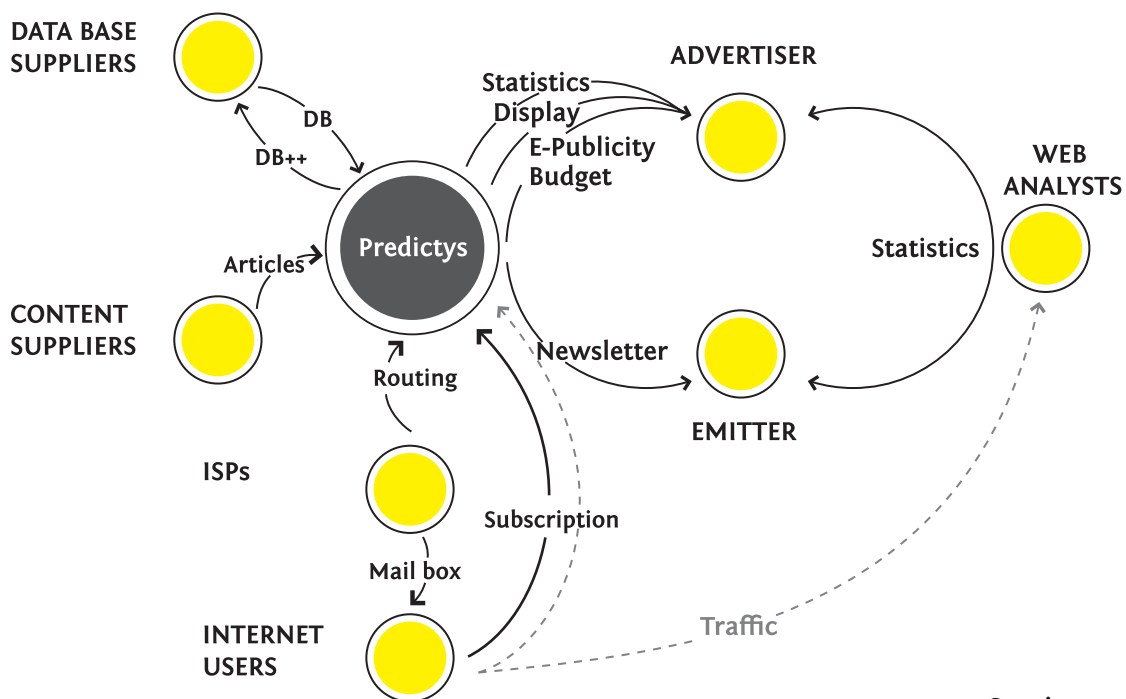 DATA BASE
SUPPLIERS
DB
DB++
Statistics
Display
E-Publicity
Budget
ADVERTISER
WEB
ANALYSTS
Predictys
Statistics
Articles
CONTENT
SUPPLIERS
Newsletter
Routing
EMITTER
ISPs
Subscription
Mail box
INTERNET
USERS
Traffic